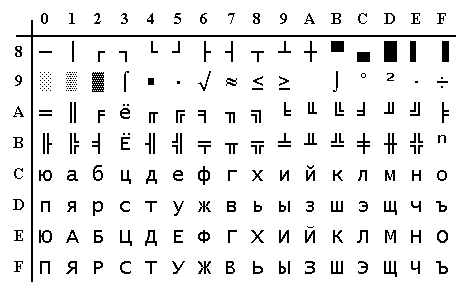 0 1 2 3 4 5 6 7 8 9 A B C D E F
8 ─ │ ┌ ┐ └ ┘ ├ ┤ ┬ ┴ ┼ ▀ ▄ █ ▌ ▐
9 ░ ▒ ▓ ⌠ ■ ∙ √ ≈ ≤ ≥   ⌡ ° ² · ÷
A ═ ║ ╒ ё ╓ ╔ ╕ ╖ ╗ ╘ ╙ ╚ ╛ ╜ ╝ ╞
B ╟ ╠ ╡ Ё ╢ ╣ ╤ ╥ ╦ ╧ ╨ ╩ ╪ ╫ ╬ ⁿ
C ю а б ц д е ф г х и й к л м н о
D п я р с т у ж в ь ы з ш э щ ч ъ
E Ю А Б Ц Д Е Ф Г Х И Й К Л М Н О
F П Я Р С Т У Ж В Ь Ы З Ш Э Щ Ч Ъ